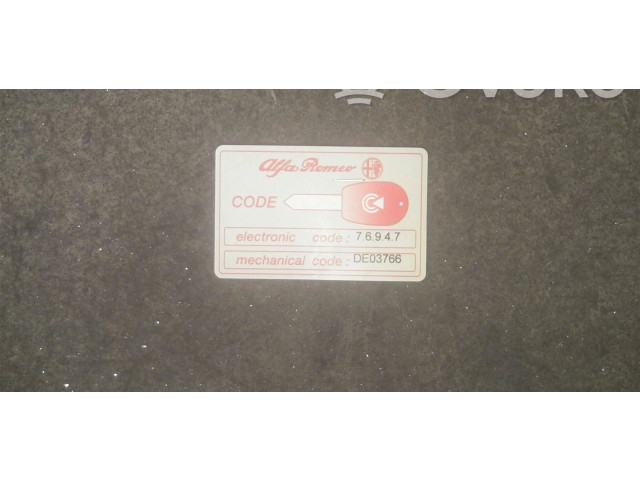 Alfa Romeo
CODE
electronic code: 7.6.9 4.7
mechanical code: DE03766